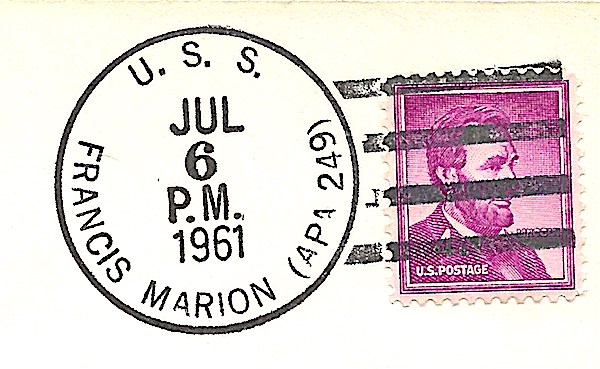 U. S. S.
JUL
6
P.M.
1961
FRANCIS MARION (APA 249)
U.S.POSTAGE